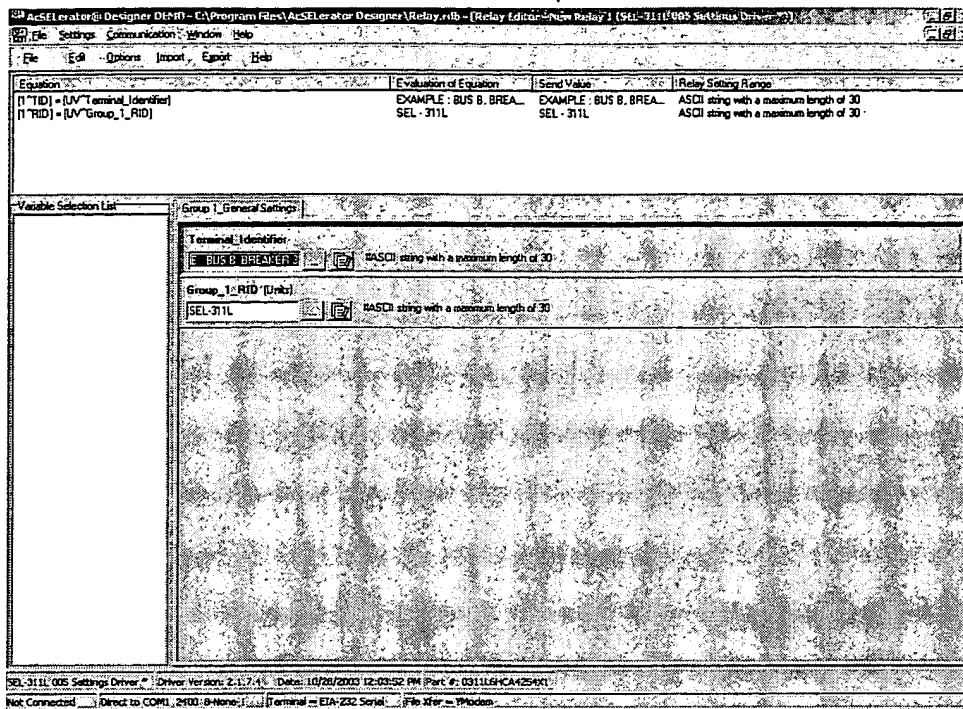 AcSELerator® Designer DEMO - C:\Program Files\AcSELerator Designer\Relay.rdb - [Relay Editor - New Relay 1 (SEL-311L 005 Settings Driver *)]
File Settings Communication Window Help
File Edit Options Import Export Help
Equation Evaluation of Equation Send Value Relay Setting Range
[1^TID] = [UV^Terminal_Identifier] EXAMPLE : BUS B, BREA... EXAMPLE : BUS B, BREA... ASCII string with a maximum length of 30
[1^RID] = [UV^Group_1_RID] SEL - 311L SEL - 311L ASCII string with a maximum length of 30
Variable Selection List
Group 1_General Settings
Terminal_Identifier
E : BUS B, BREAKER 3 ... #ASCII string with a maximum length of 30
Group_1_RID [Units]
SEL-311L ... #ASCII string with a maximum length of 30
SEL-311L 005 Settings Driver * Driver Version: 2.1.7.4 Date: 10/28/2003 12:03:52 PM Part #: 0311L6HCA4254X1
Not Connected Direct to COM1 2400 8-None-1 Terminal = EIA-232 Serial File Xfer = YModem